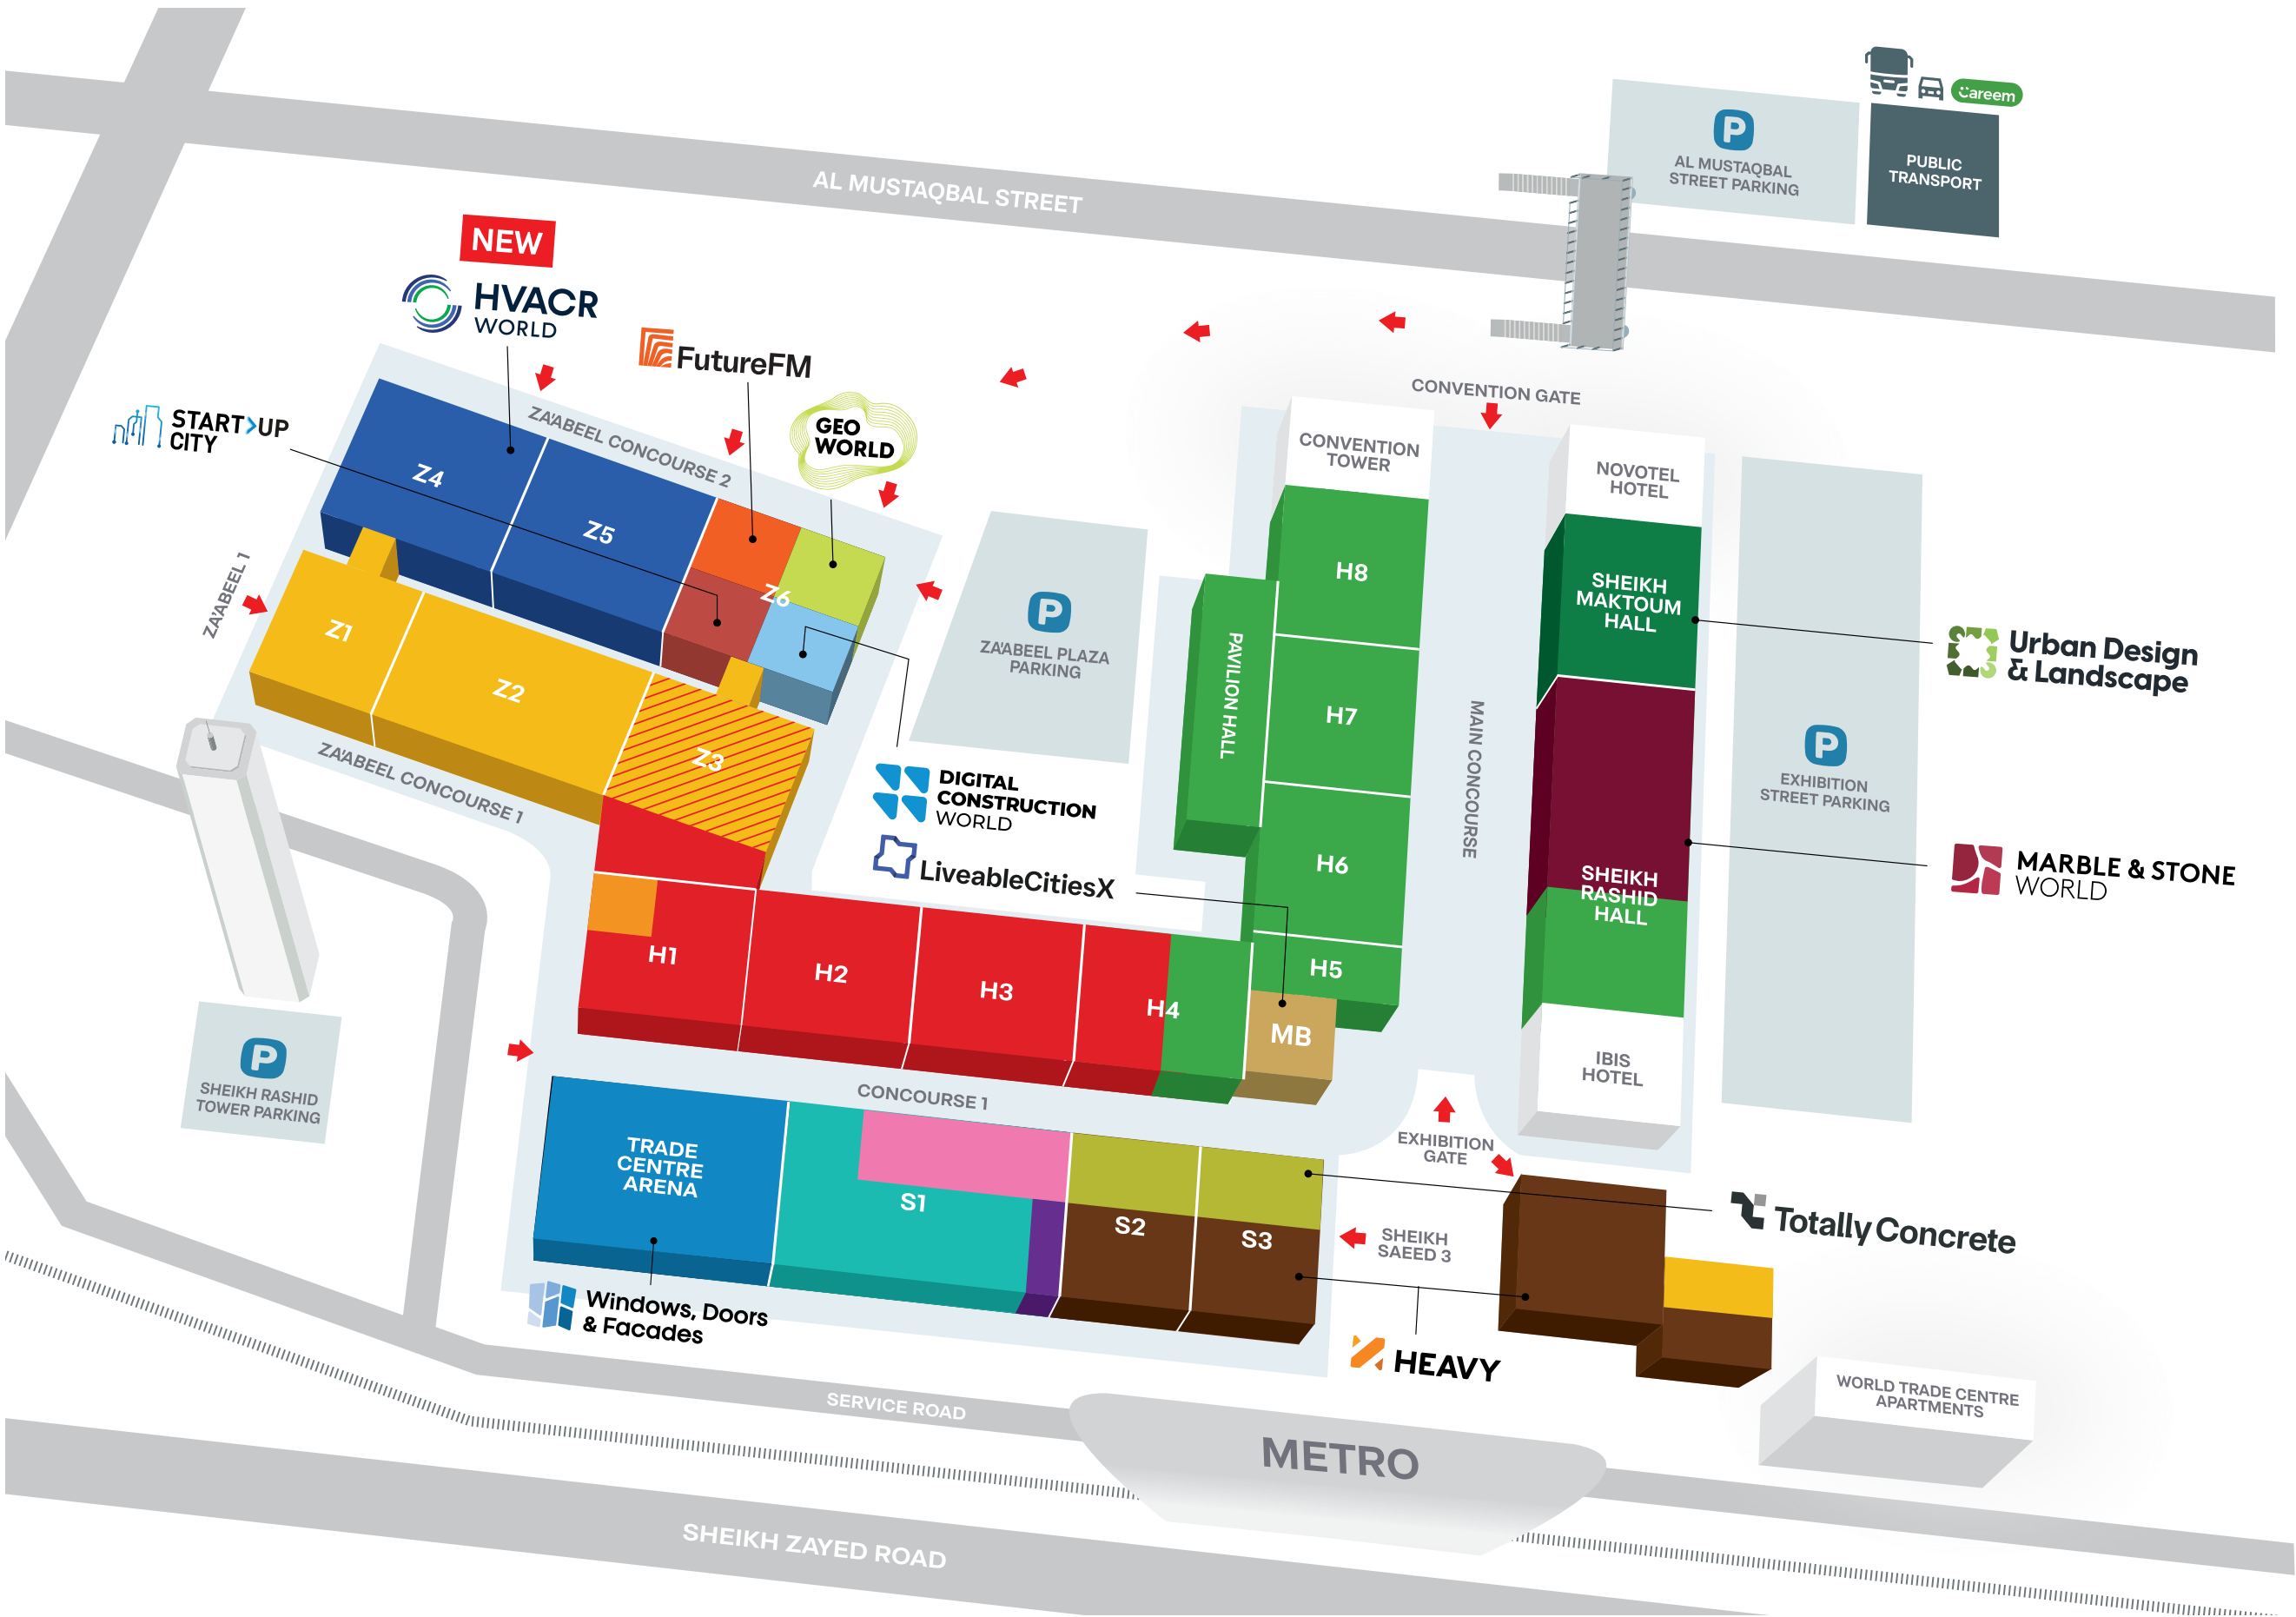 Careem
P
AL MUSTAQBAL
STREET PARKING
PUBLIC
TRANSPORT
AL MUSTAQBAL STREET
NEW
HVACR
WORLD
FutureFM
GEO
WORLD
START>UP
CITY
CONVENTION GATE
ZA'ABEEL CONCOURSE 2
CONVENTION
TOWER
NOVOTEL
HOTEL
Z4
Z5
Z6
ZA'ABEEL 1
Z1
Z2
Z3
ZA'ABEEL CONCOURSE 1
P
ZA'ABEEL PLAZA
PARKING
PAVILION HALL
H8
H7
H6
H5
MAIN CONCOURSE
SHEIKH
MAKTOUM
HALL
Urban Design
& Landscape
P
EXHIBITION
STREET PARKING
SHEIKH
RASHID
HALL
MARBLE & STONE
WORLD
DIGITAL
CONSTRUCTION
WORLD
LiveableCitiesX
H1
H2
H3
H4
MB
IBIS
HOTEL
P
SHEIKH RASHID
TOWER PARKING
CONCOURSE 1
TRADE
CENTRE
ARENA
S1
S2
S3
EXHIBITION
GATE
SHEIKH
SAEED 3
Totally Concrete
Windows, Doors
& Facades
HEAVY
WORLD TRADE CENTRE
APARTMENTS
SERVICE ROAD
METRO
SHEIKH ZAYED ROAD